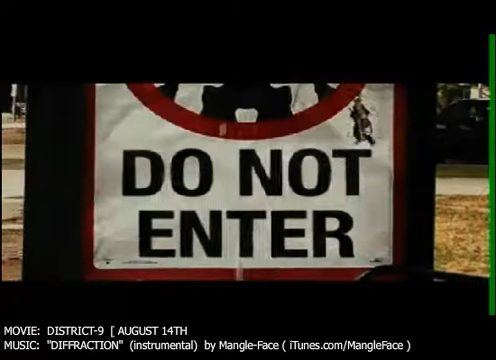 DO NOT
ENTER
MOVIE: DISTRICT-9 [ AUGUST 14TH
MUSIC: "DIFFRACTION" (instrumental) by Mangle-Face ( iTunes.com/MangleFace )